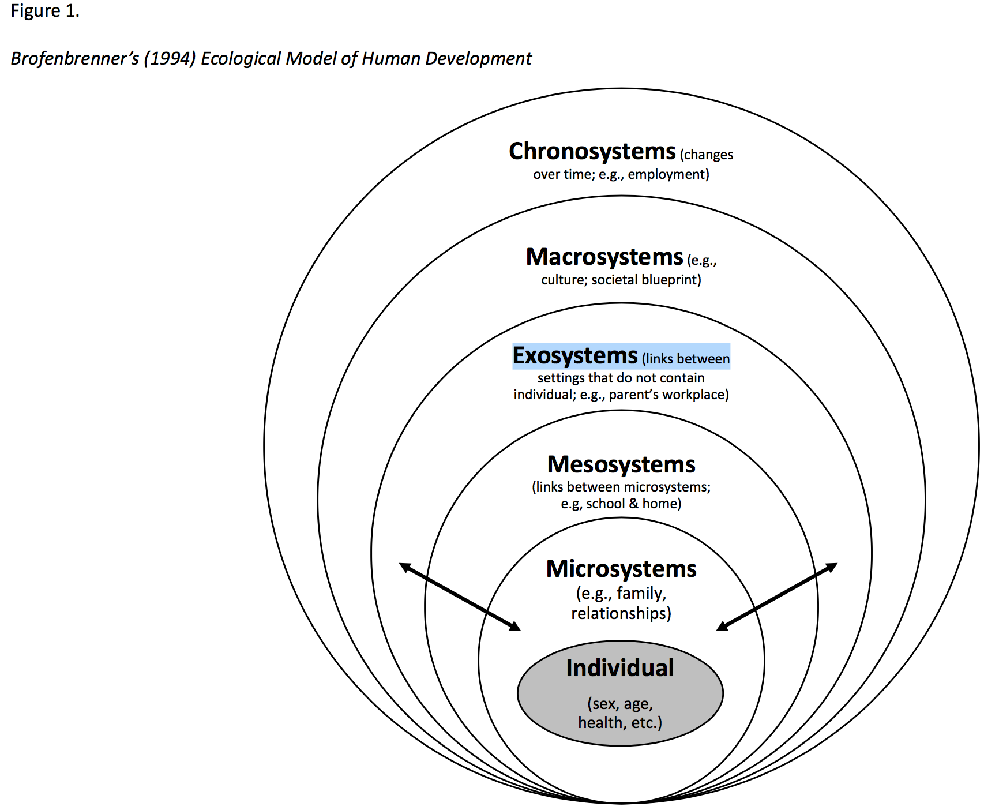 Figure 1.
Brofenbrenner’s (1994) Ecological Model of Human Development
Chronosystems (changes
over time; e.g., employment)
Macrosystems (e.g.,
culture; societal blueprint)
Exosystems (links between
settings that do not contain
individual; e.g., parent’s workplace)
Mesosystems
(links between microsystems;
e.g, school & home)
Microsystems
(e.g., family,
relationships)
Individual
(sex, age,
health, etc.)